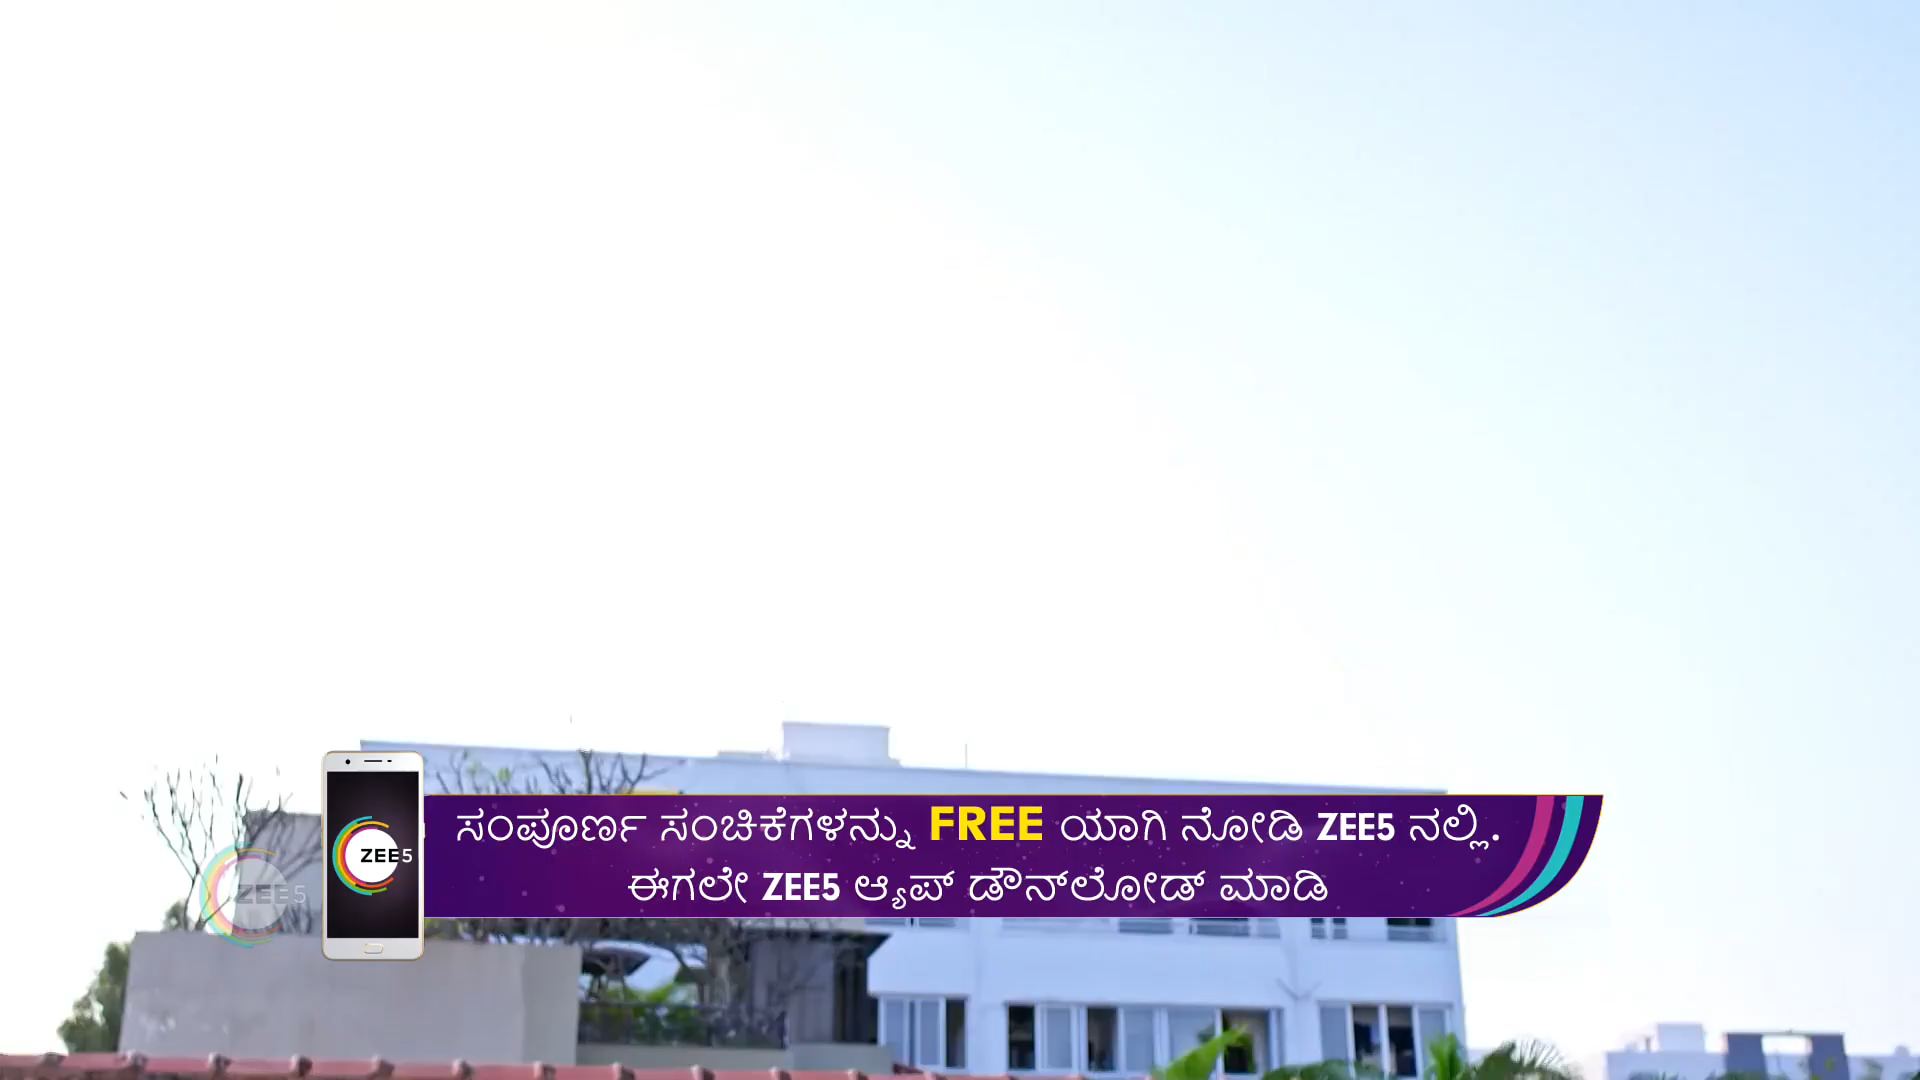 ಸಂಪೂರ್ಣ ಸಂಚಿಕೆಗಳನ್ನು FREE ಯಾಗಿ ನೋಡಿ ZEE5 ನಲ್ಲಿ.
ಈಗಲೇ ZEE5 ಆ್ಯಪ್ ಡೌನ್‌ಲೋಡ್ ಮಾಡಿ
ZEE5
ZEE5